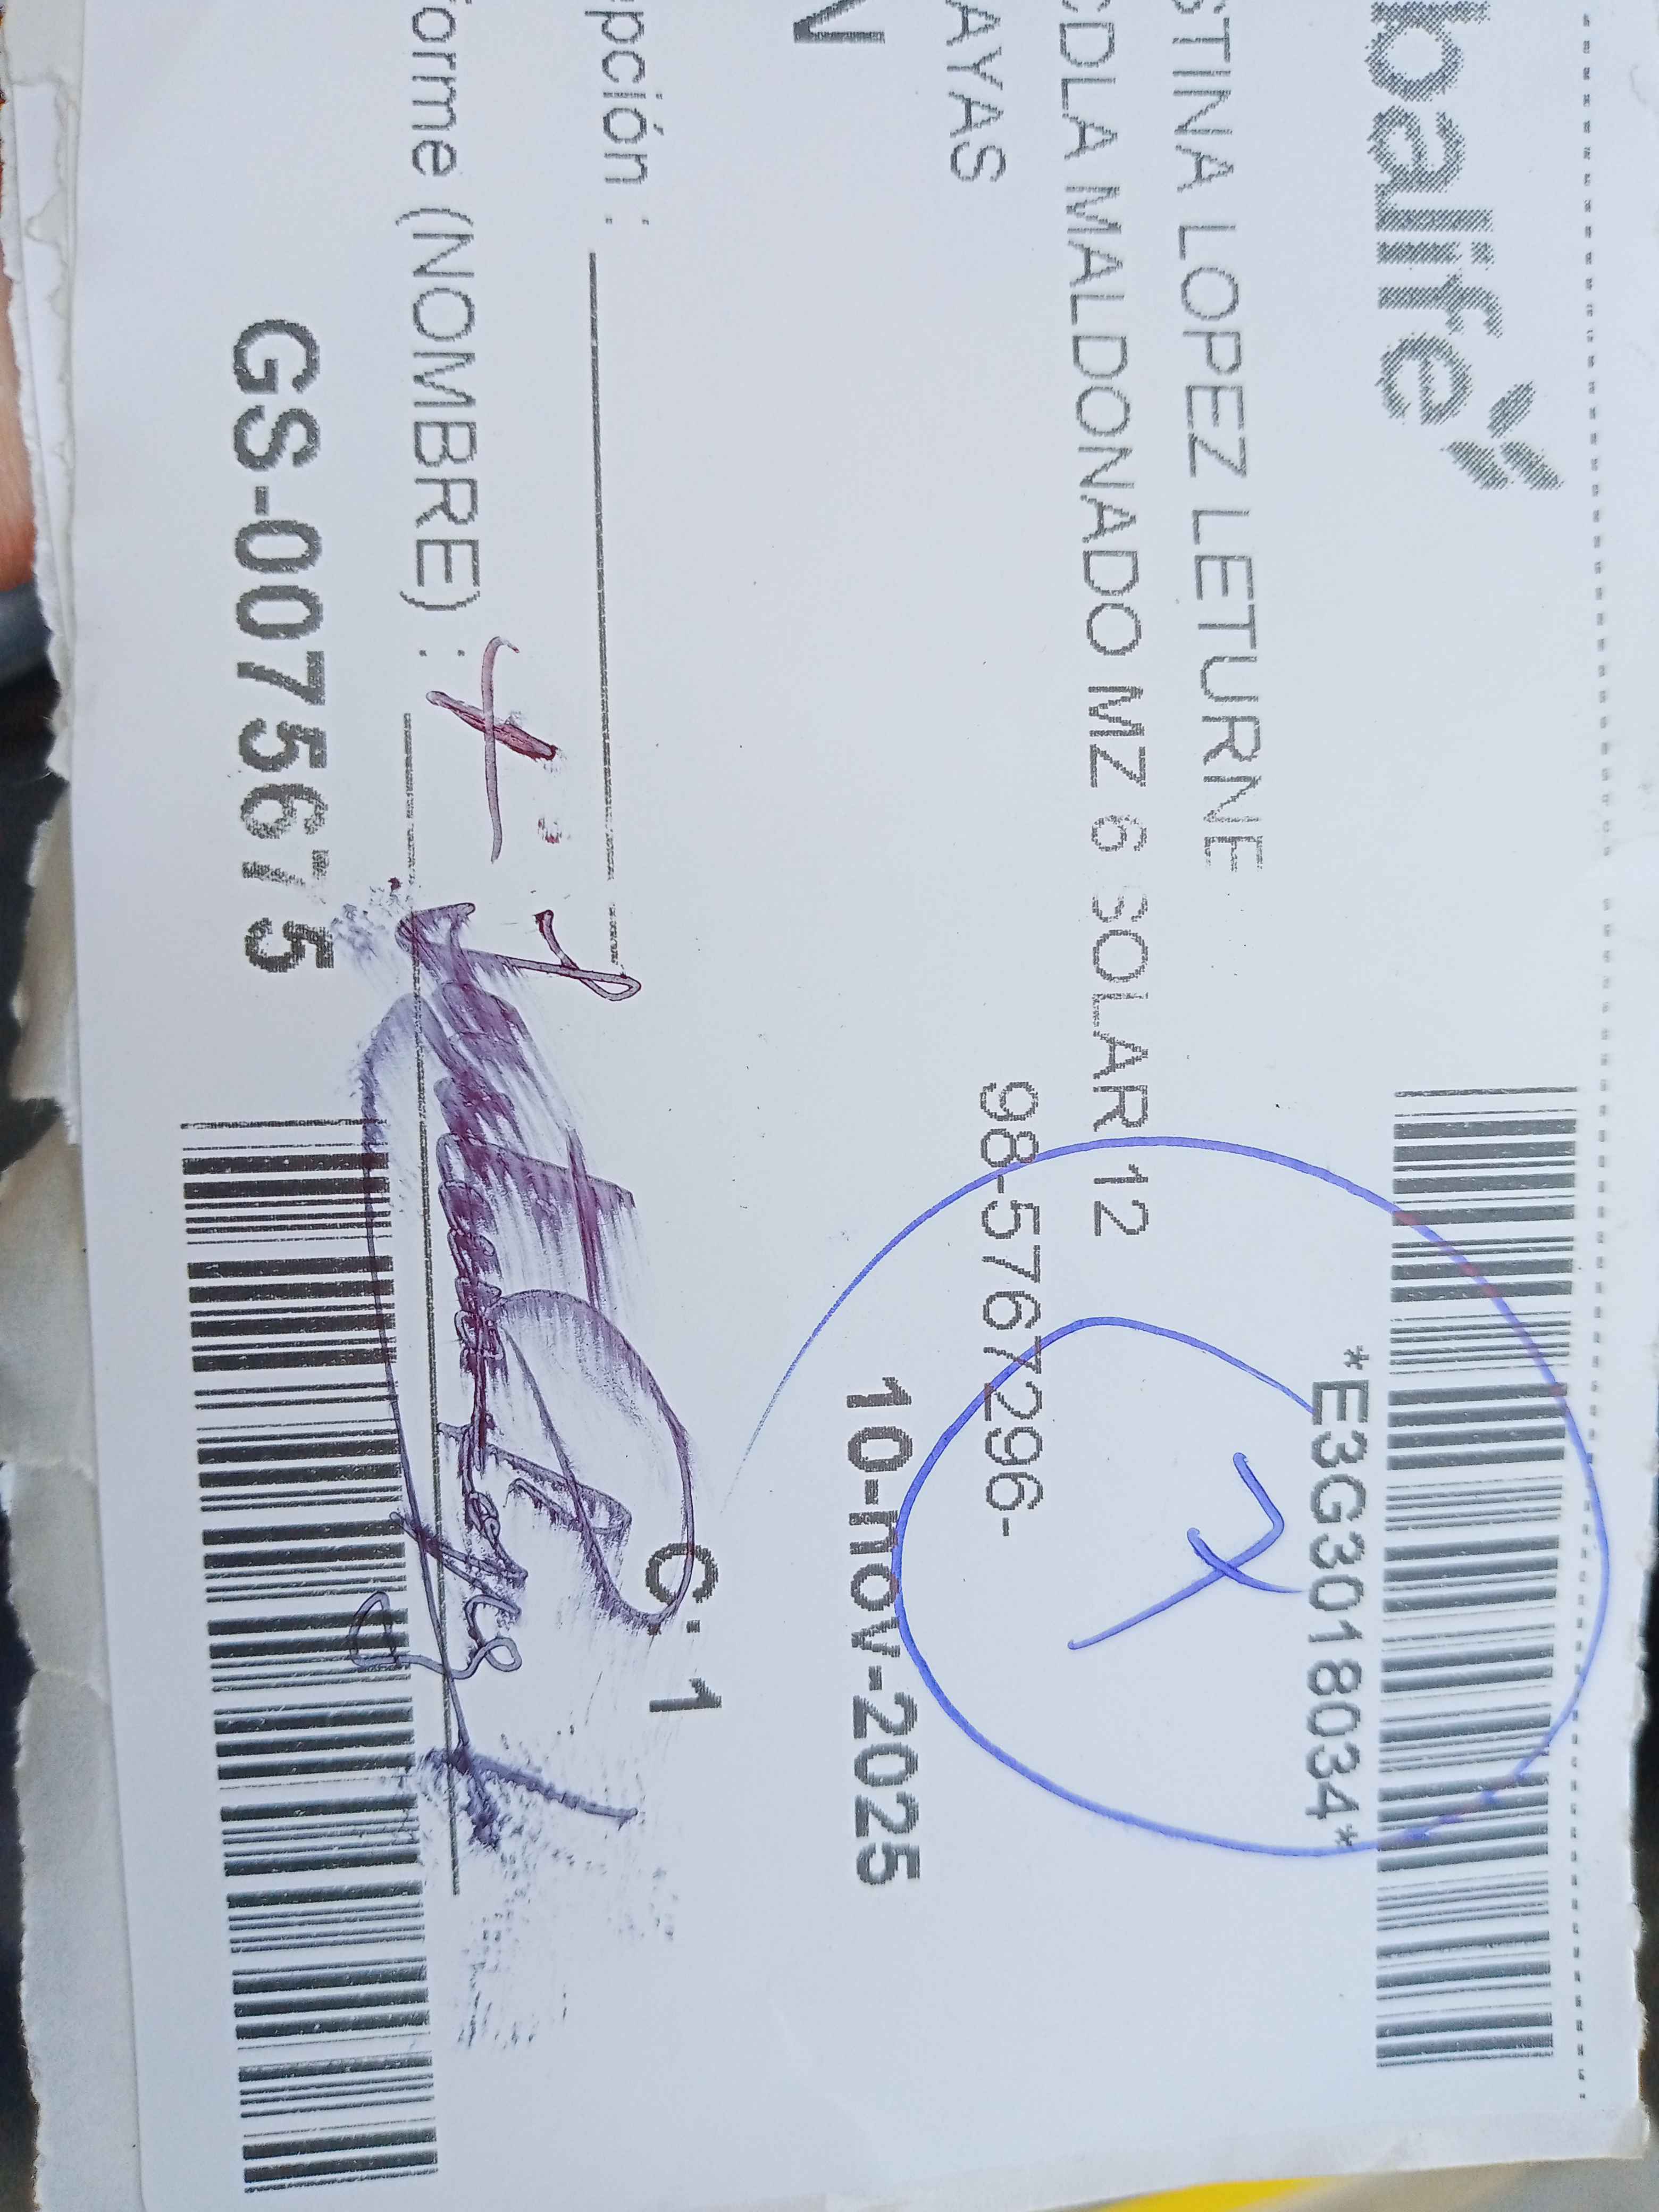 balife
*E3G3018034*
STINA LOPEZ LETURNE
CDLA MALDONADO MZ 6 SOLAR 12
AYAS
98-5767296-
N
10-nov-2025
C: 1
pción :
forme (NOMBRE) :
GS-0075675